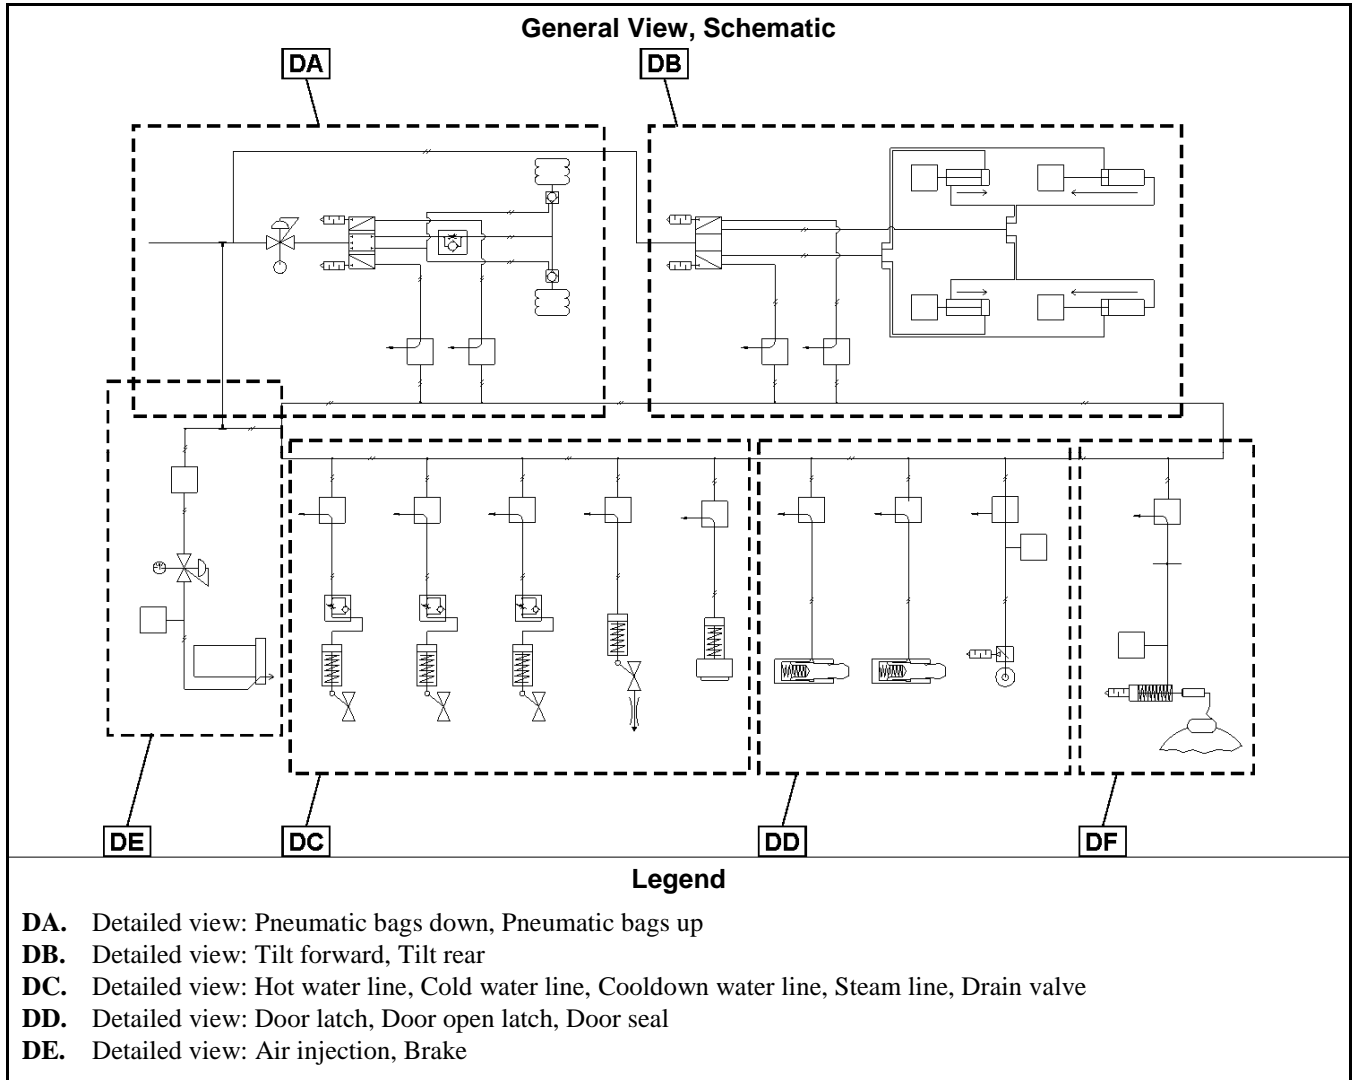 General View, Schematic
DA
DB
DE
DC
DD
DF
Legend
DA. Detailed view: Pneumatic bags down, Pneumatic bags up
DB. Detailed view: Tilt forward, Tilt rear
DC. Detailed view: Hot water line, Cold water line, Cooldown water line, Steam line, Drain valve
DD. Detailed view: Door latch, Door open latch, Door seal
DE. Detailed view: Air injection, Brake